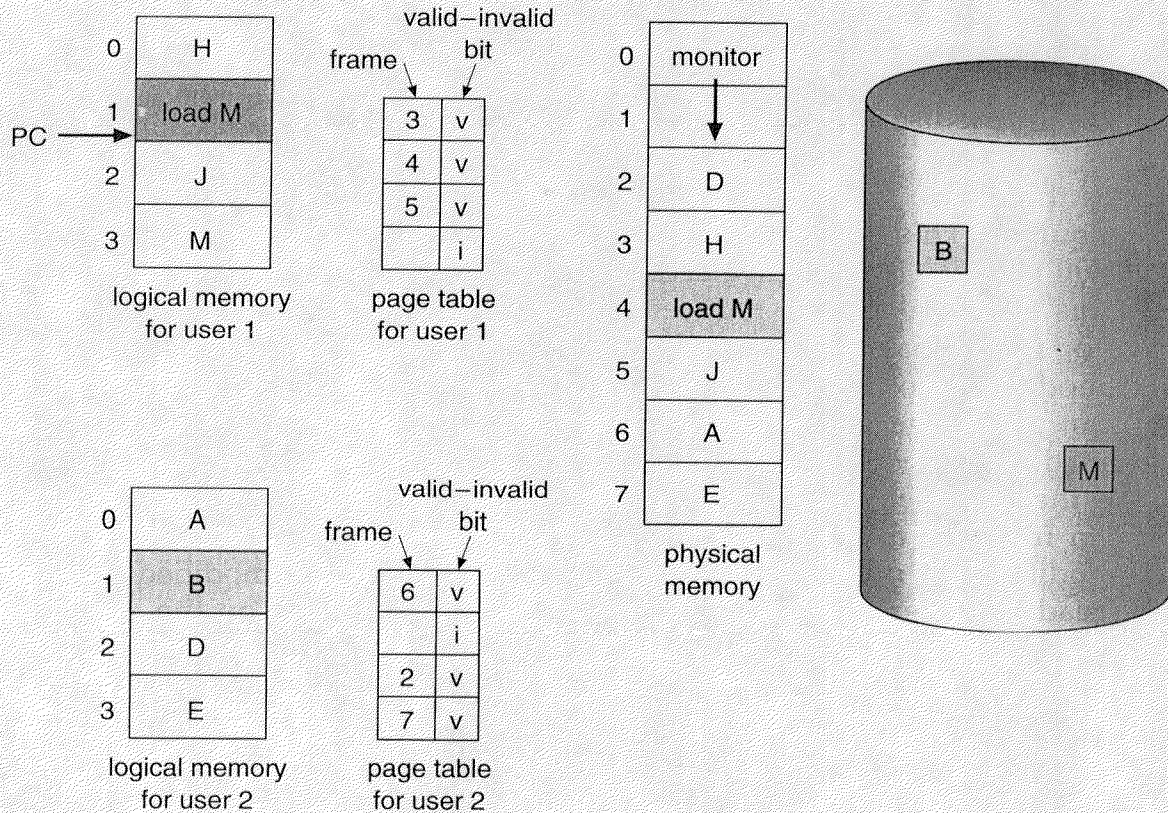 0
H
1
load M
PC
2
J
3
M
logical memory
for user 1
valid–invalid
frame
bit
3 v
4 v
5 v
i
page table
for user 1
0
monitor
1
2
D
3
H
4
load M
5
J
6
A
7
E
physical
memory
B
M
0
A
1
B
2
D
3
E
logical memory
for user 2
valid–invalid
frame
bit
6 v
i
2 v
7 v
page table
for user 2